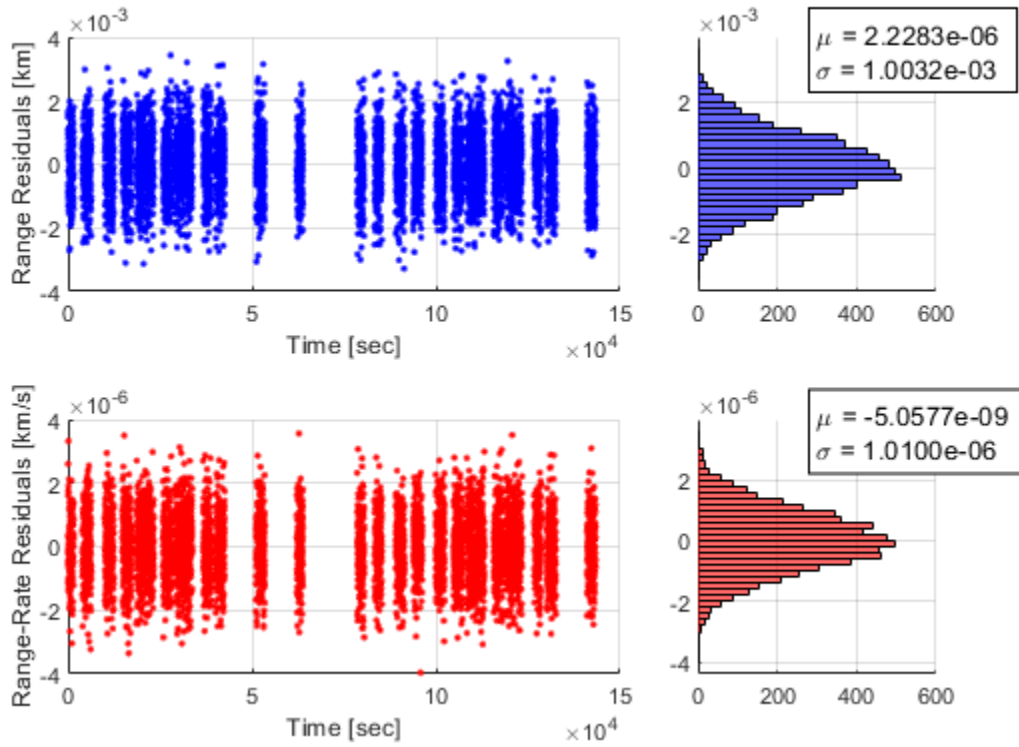 ×10⁻³
Range Residuals [km]
4
2
0
-2
-4
0 5 10 15
Time [sec]
×10⁴
×10⁻³
2
0
-2
0 200 400 600
μ = 2.2283e-06
σ = 1.0032e-03
×10⁻⁶
Range-Rate Residuals [km/s]
4
2
0
-2
-4
0 5 10 15
Time [sec]
×10⁴
×10⁻⁶
2
0
-2
-4
0 200 400 600
μ = -5.0577e-09
σ = 1.0100e-06